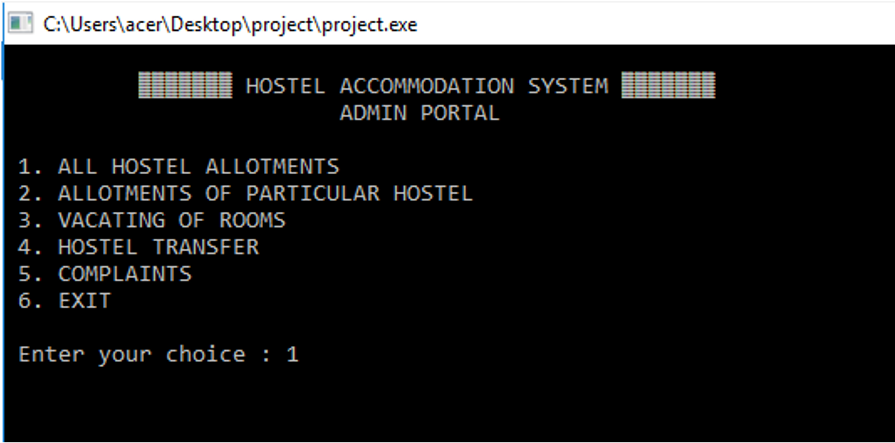 C:\Users\acer\Desktop\project\project.exe
▒▒▒▒▒▒▒ HOSTEL ACCOMMODATION SYSTEM ▒▒▒▒▒▒▒
ADMIN PORTAL
1. ALL HOSTEL ALLOTMENTS
2. ALLOTMENTS OF PARTICULAR HOSTEL
3. VACATING OF ROOMS
4. HOSTEL TRANSFER
5. COMPLAINTS
6. EXIT
Enter your choice : 1